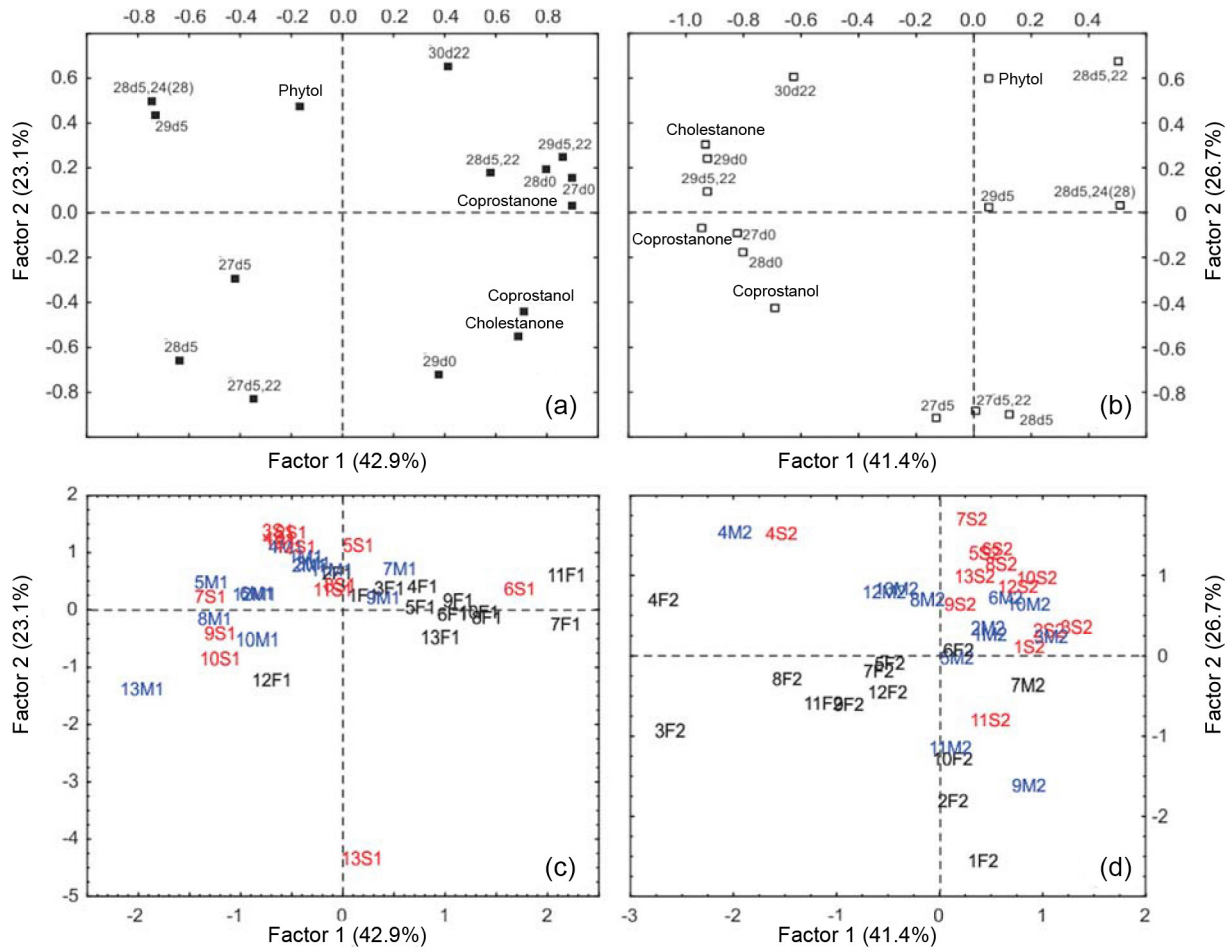 -0.8 -0.6 -0.4 -0.2 0.0 0.2 0.4 0.6 0.8
-1.0 -0.8 -0.6 -0.4 -0.2 0.0 0.2 0.4
Factor 2 (23.1%)
0.6
0.4
0.2
0.0
-0.2
-0.4
-0.6
-0.8
30d22
28d5,24(28)
29d5
Phytol
29d5,22
28d5,22
28d0
27d0
Coprostanone
27d5
Coprostanol
Cholestanone
28d5
29d0
27d5,22
(a)
Factor 1 (42.9%)
30d22
Phytol
28d5,22
Cholestanone
29d0
29d5,22
29d5
28d5,24(28)
Coprostanone
27d0
28d0
Coprostanol
27d5
27d5,22
28d5
(b)
0.6
0.4
0.2
0
-0.2
-0.4
-0.6
-0.8
Factor 2 (26.7%)
Factor 1 (41.4%)
Factor 2 (23.1%)
2
1
0
-1
-2
-3
-4
-5
3S1
5S1
4M1
7M1
5M1
7S1
3F1
4F1
6S1
11F1
1F1
9M1
5F1
9F1
6F1
10F1
8F1
7F1
8M1
9S1
10M1
13F1
10S1
12F1
13M1
13S1
(c)
-2 -1 0 1 2
Factor 1 (42.9%)
4M2
4S2
7S2
6S2
5S2
8S2
10S2
13S2
12S2
4F2
12M2
8M2
9S2
6M2
10M2
2M2
1M2
3S2
3M2
1S2
6F2
5M2
5F2
7F2
8F2
7M2
12F2
11F2
9F2
3F2
11S2
11M2
10F2
9M2
2F2
1F2
(d)
1
0
-1
-2
Factor 2 (26.7%)
-3 -2 -1 0 1 2
Factor 1 (41.4%)